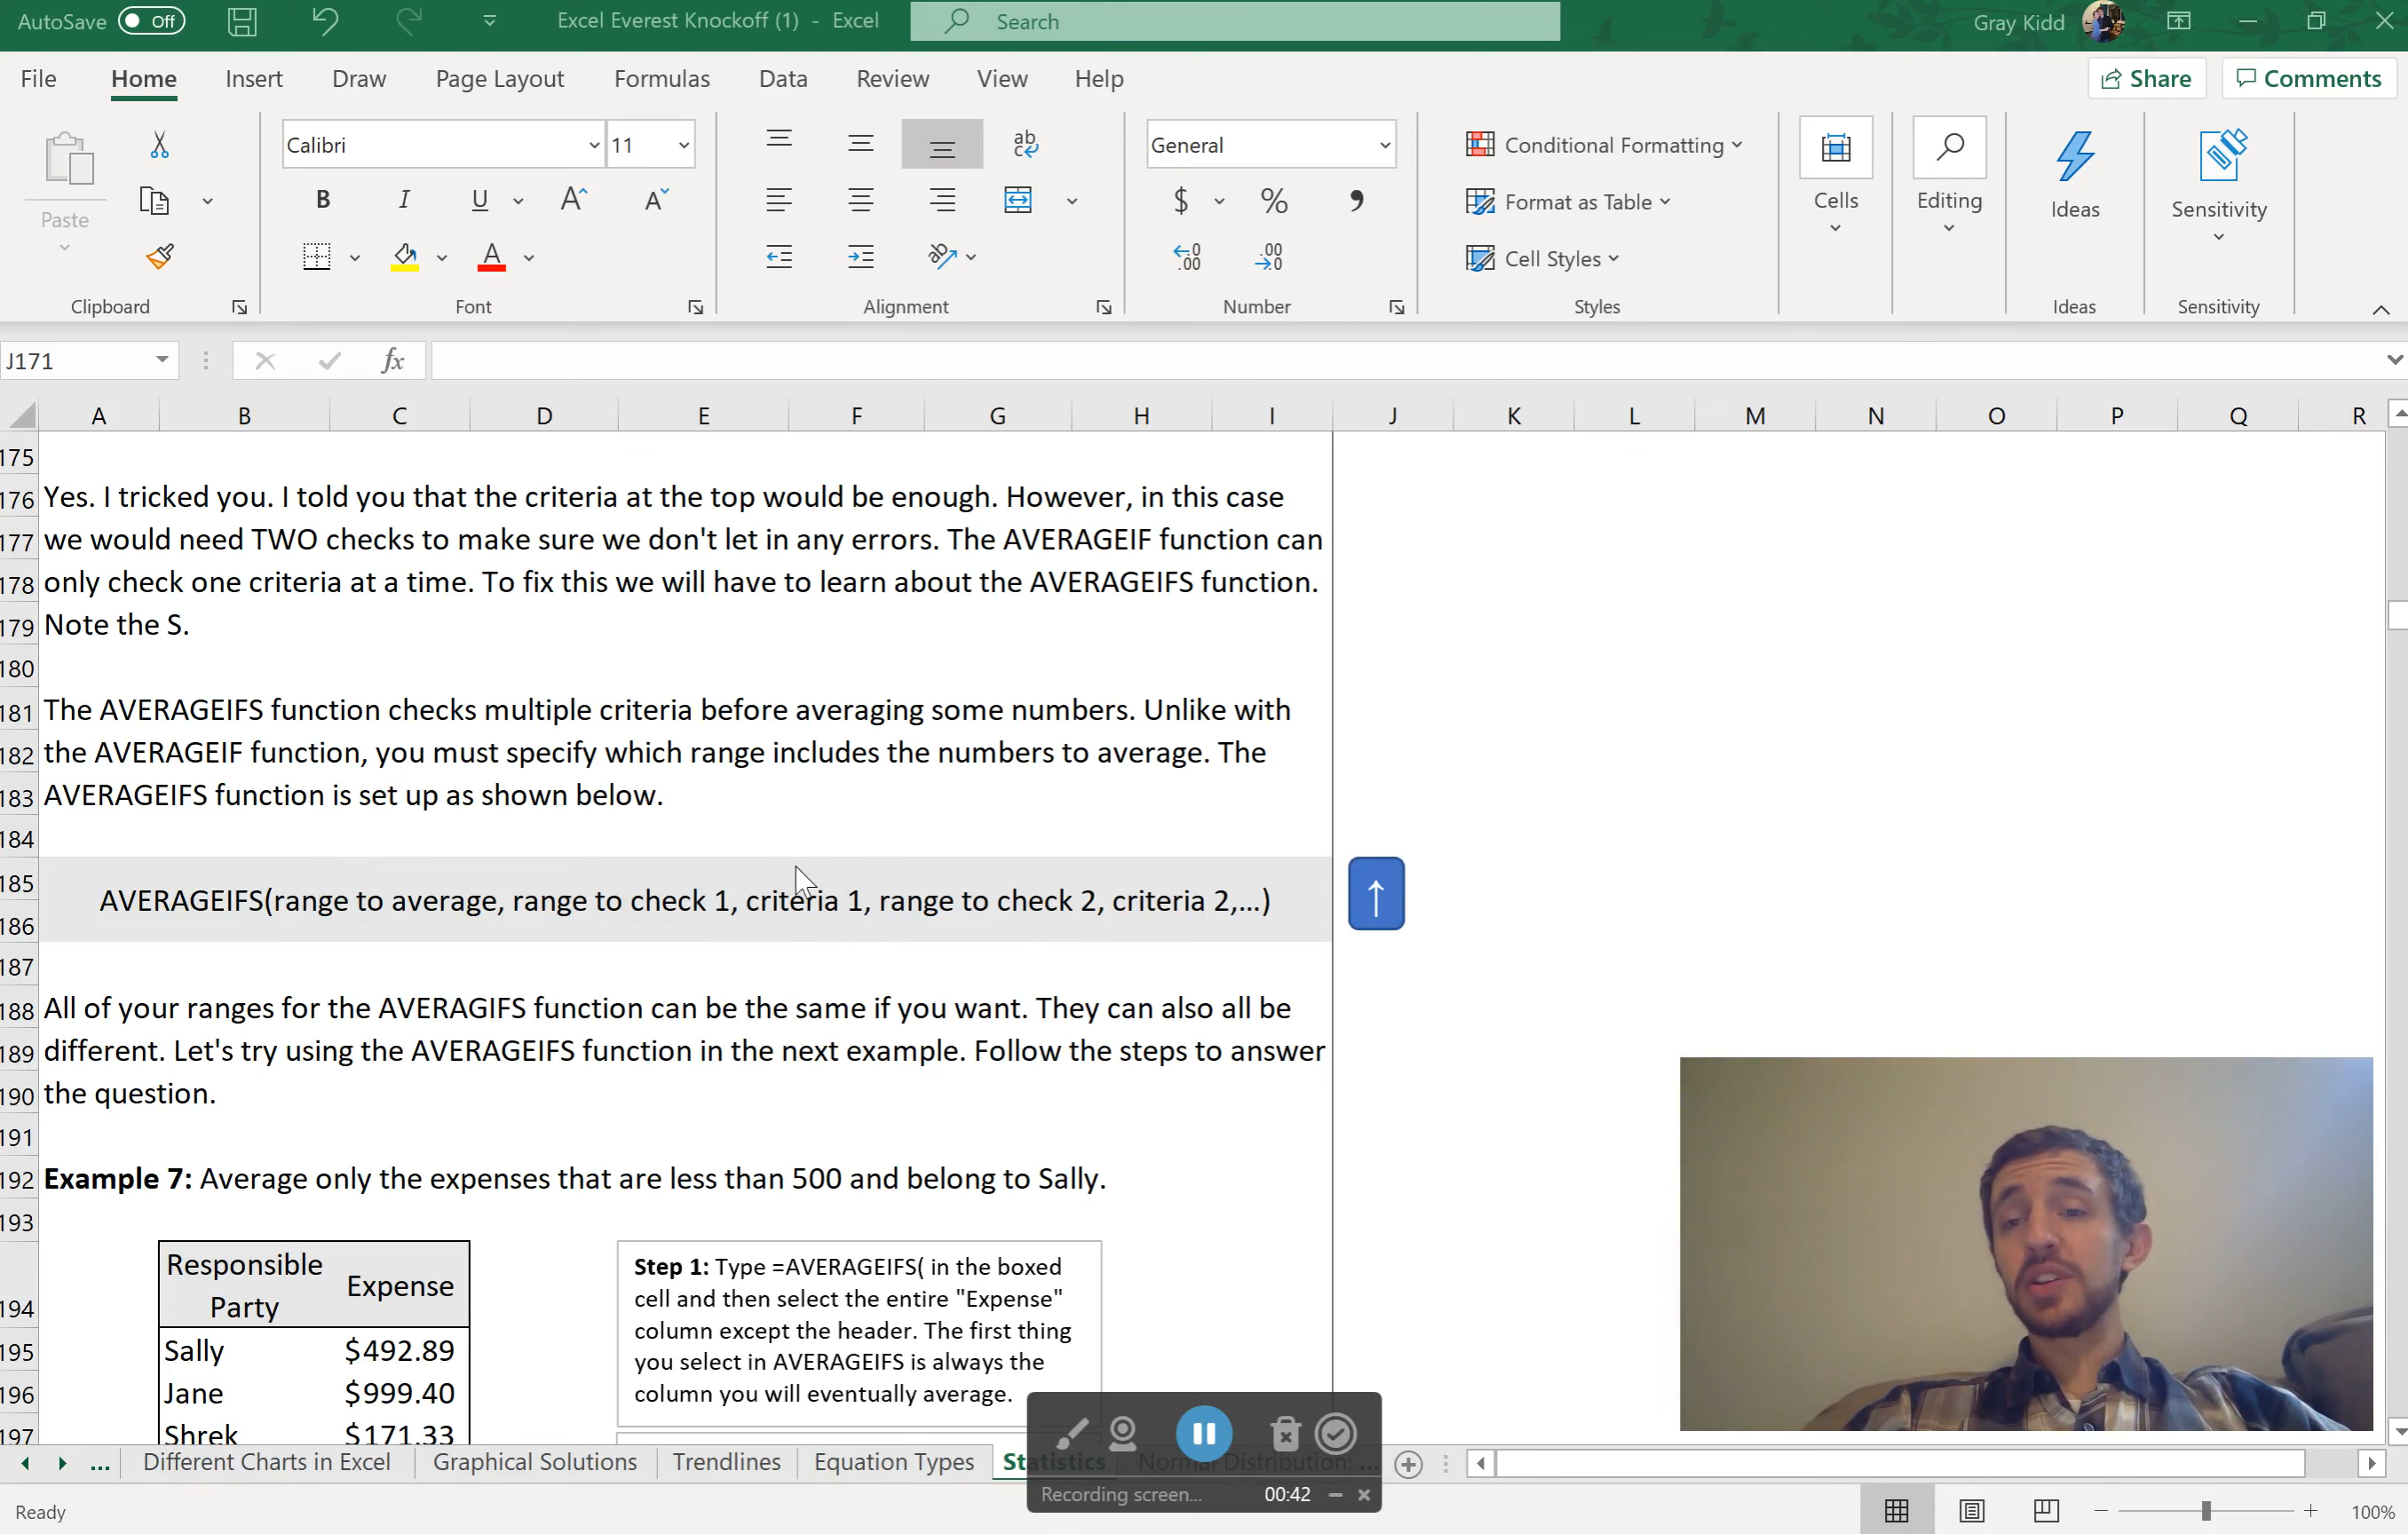 AutoSave Off Excel Everest Knockoff (1) - Excel Search Gray Kidd
File Home Insert Draw Page Layout Formulas Data Review View Help Share Comments
Paste Calibri 11 General Conditional Formatting Format as Table Cell Styles Cells Editing Ideas Sensitivity
Clipboard Font Alignment Number Styles Ideas Sensitivity
J171 fx
A B C D E F G H I J K L M N O P Q R
175
176 Yes. I tricked you. I told you that the criteria at the top would be enough. However, in this case
177 we would need TWO checks to make sure we don't let in any errors. The AVERAGEIF function can
178 only check one criteria at a time. To fix this we will have to learn about the AVERAGEIFS function.
179 Note the S.
180
181 The AVERAGEIFS function checks multiple criteria before averaging some numbers. Unlike with
182 the AVERAGEIF function, you must specify which range includes the numbers to average. The
183 AVERAGEIFS function is set up as shown below.
184
185
AVERAGEIFS(range to average, range to check 1, criteria 1, range to check 2, criteria 2,...)
186
187
188 All of your ranges for the AVERAGIFS function can be the same if you want. They can also all be
189 different. Let's try using the AVERAGEIFS function in the next example. Follow the steps to answer
190 the question.
191
192 Example 7: Average only the expenses that are less than 500 and belong to Sally.
193
194 Responsible Party Expense
195 Sally $492.89
196 Jane $999.40
197 Shrek $171.33
Step 1: Type =AVERAGEIFS( in the boxed
cell and then select the entire "Expense"
column except the header. The first thing
you select in AVERAGEIFS is always the
column you will eventually average.
... Different Charts in Excel Graphical Solutions Trendlines Equation Types Statistics Normal Distribution: ...
Recording screen... 00:42
Ready 100%